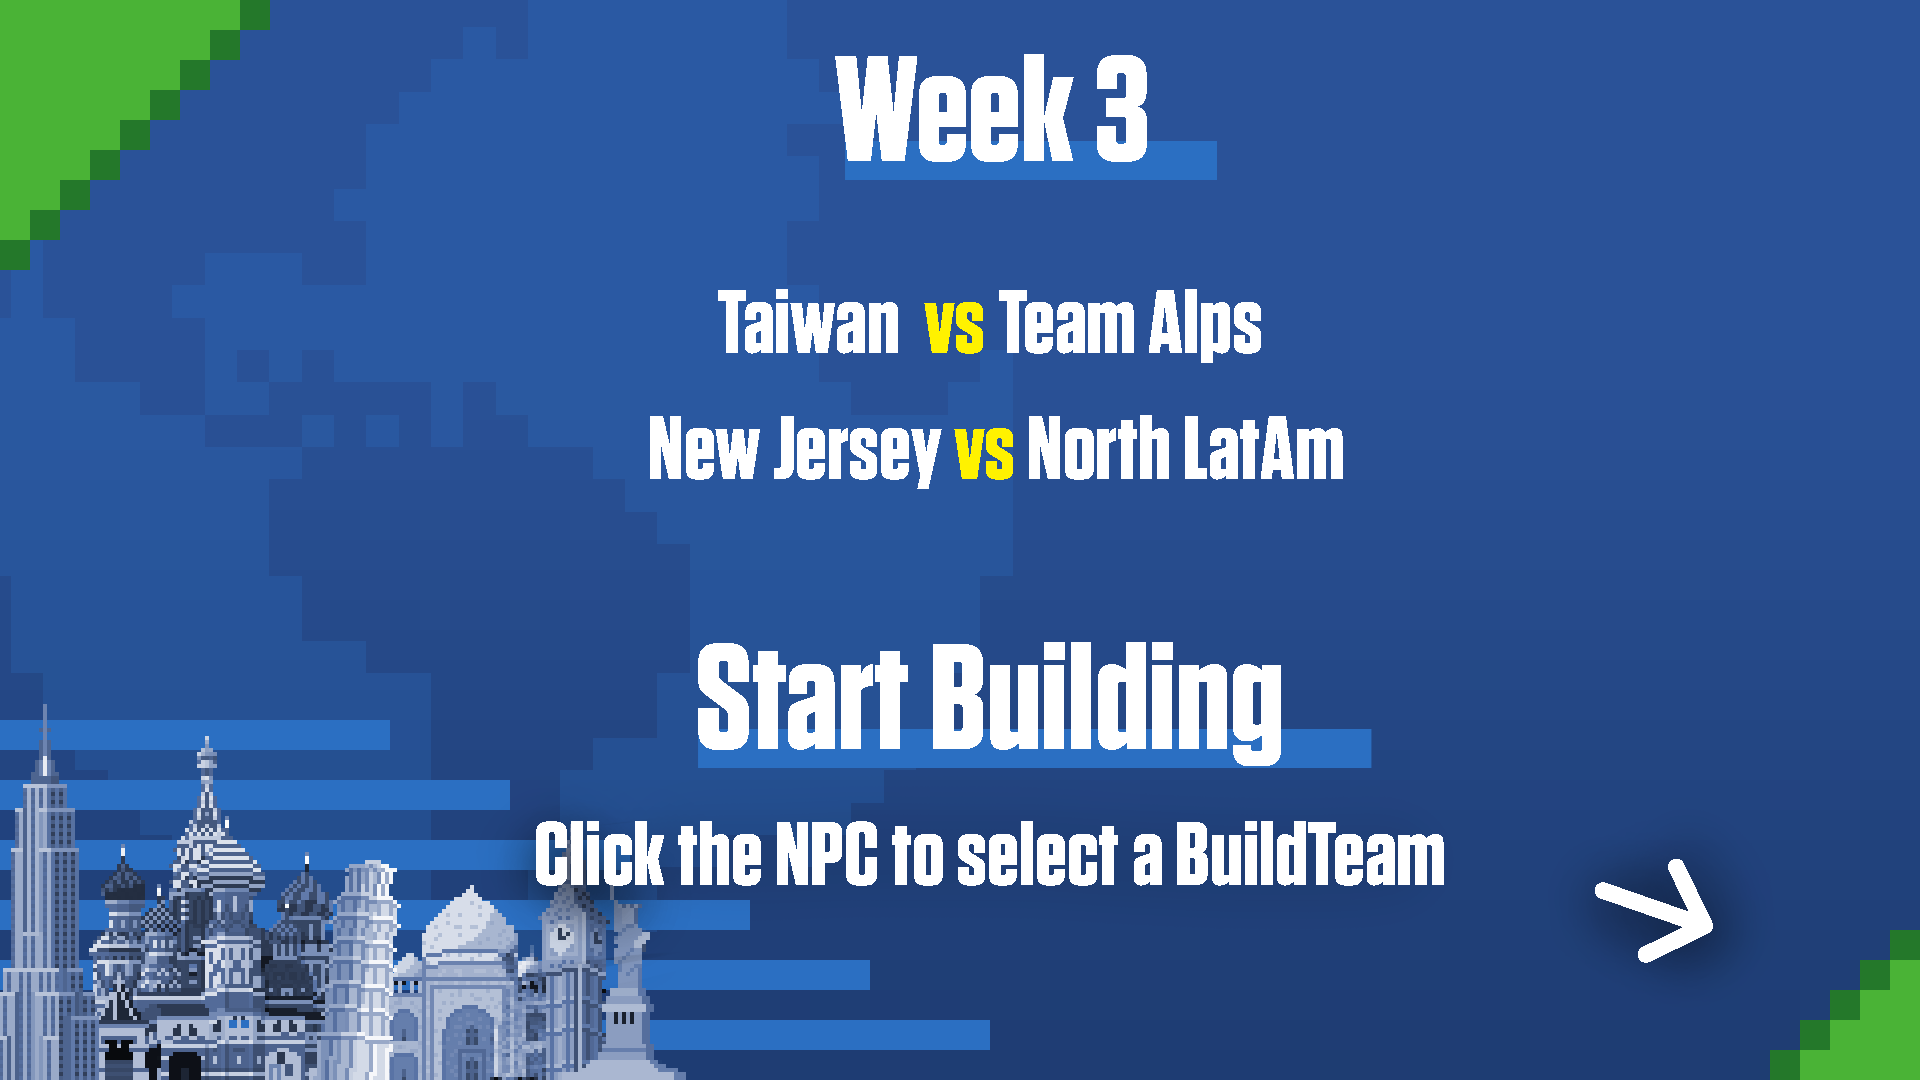 Week 3
Taiwan vs Team Alps
New Jersey vs North LatAm
Start Building
Click the NPC to select a BuildTeam